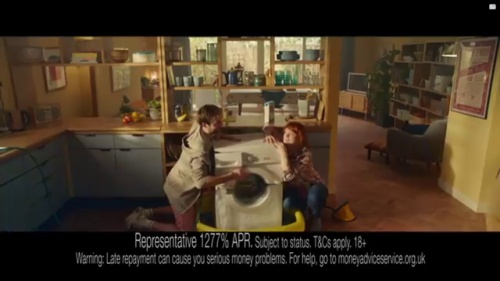 Representative 1277% APR. Subject to status. T&Cs apply. 18+
Warning: Late repayment can cause you serious money problems. For help, go to moneyadviceservice.org.uk